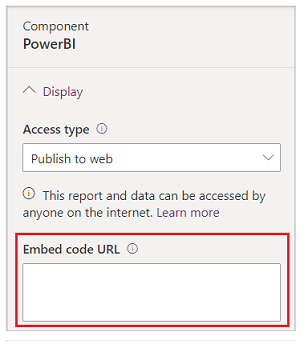 Component
PowerBI
Display
Access type
Publish to web
This report and data can be accessed by
anyone on the internet. Learn more
Embed code URL